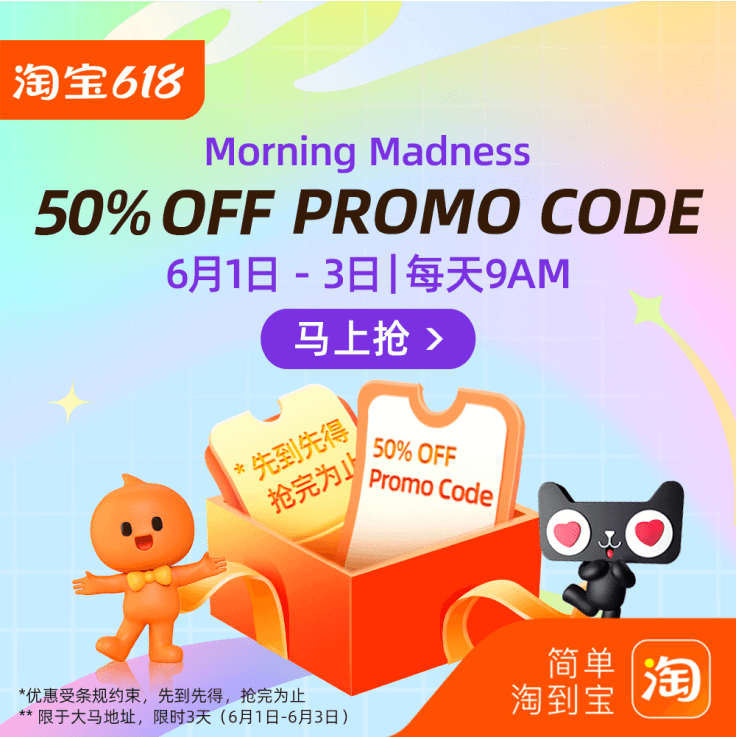 淘宝618
Morning Madness
50% OFF PROMO CODE
6月1日 - 3日|每天9AM
马上抢 >
* 先到先得
抢完为止
50% OFF
Promo Code
简单
淘到宝
淘
*优惠受条规约束，先到先得，抢完为止
** 限于大马地址，限时3天（6月1日-6月3日）